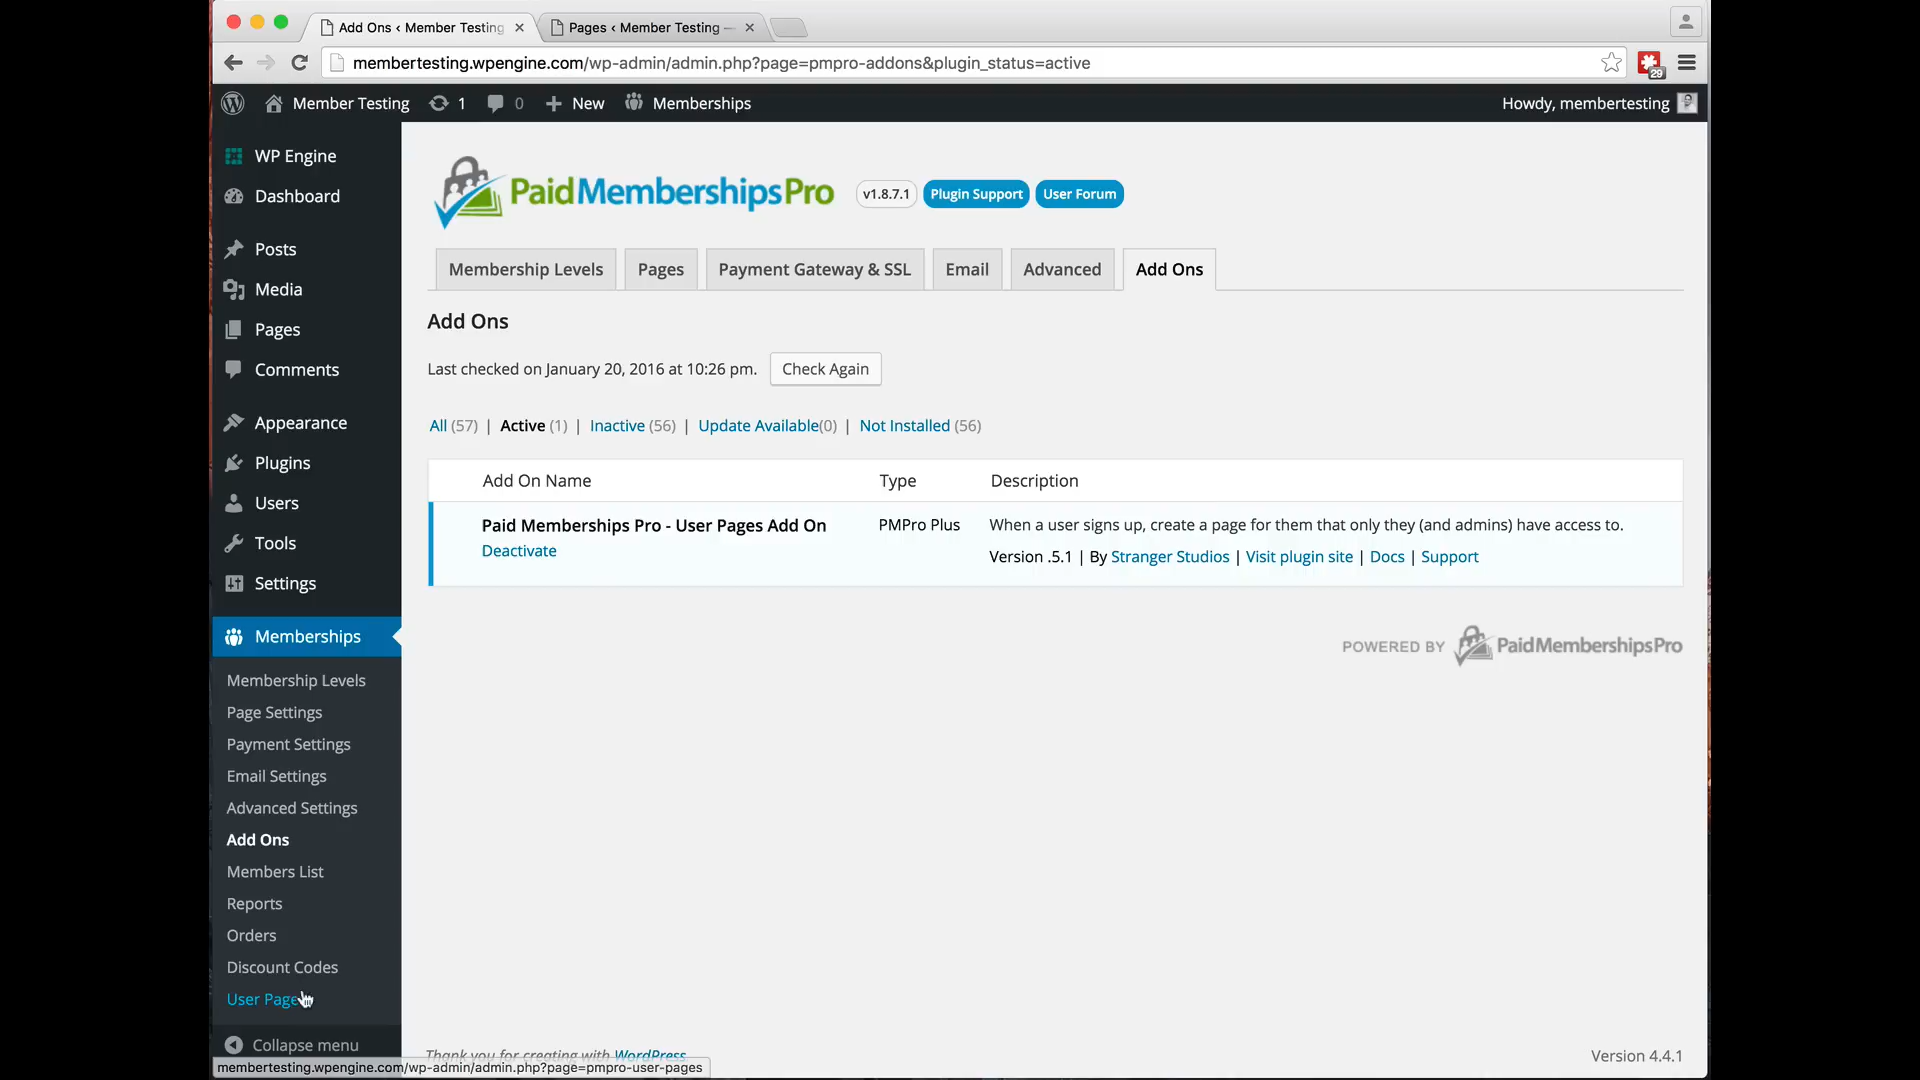 Add Ons ‹ Member Testing
Pages ‹ Member Testing —
membertesting.wpengine.com/wp-admin/admin.php?page=pmpro-addons&plugin_status=active
29
Member Testing 1 0 New Memberships
Howdy, membertesting
WP Engine
Dashboard
Posts
Media
Pages
Comments
Appearance
Plugins
Users
Tools
Settings
Memberships
Membership Levels
Page Settings
Payment Settings
Email Settings
Advanced Settings
Add Ons
Members List
Reports
Orders
Discount Codes
User Page
Collapse menu
PaidMembershipsPro v1.8.7.1 Plugin Support User Forum
Membership Levels Pages Payment Gateway & SSL Email Advanced Add Ons
Add Ons
Last checked on January 20, 2016 at 10:26 pm. Check Again
All (57) | Active (1) | Inactive (56) | Update Available(0) | Not Installed (56)
Add On Name Type Description
Paid Memberships Pro - User Pages Add On PMPro Plus When a user signs up, create a page for them that only they (and admins) have access to.
Deactivate Version .5.1 | By Stranger Studios | Visit plugin site | Docs | Support
POWERED BY PaidMembershipsPro
Thank you for creating with WordPress.
Version 4.4.1
membertesting.wpengine.com/wp-admin/admin.php?page=pmpro-user-pages